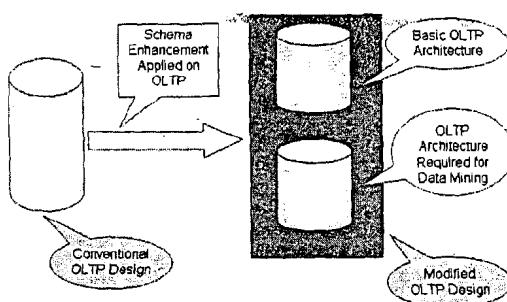 Schema
Enhancement
Applied on
OLTP
Basic OLTP
Architecture
OLTP
Architecture
Required for
Data Mining
Conventional
OLTP Design
Modified
OLTP Design